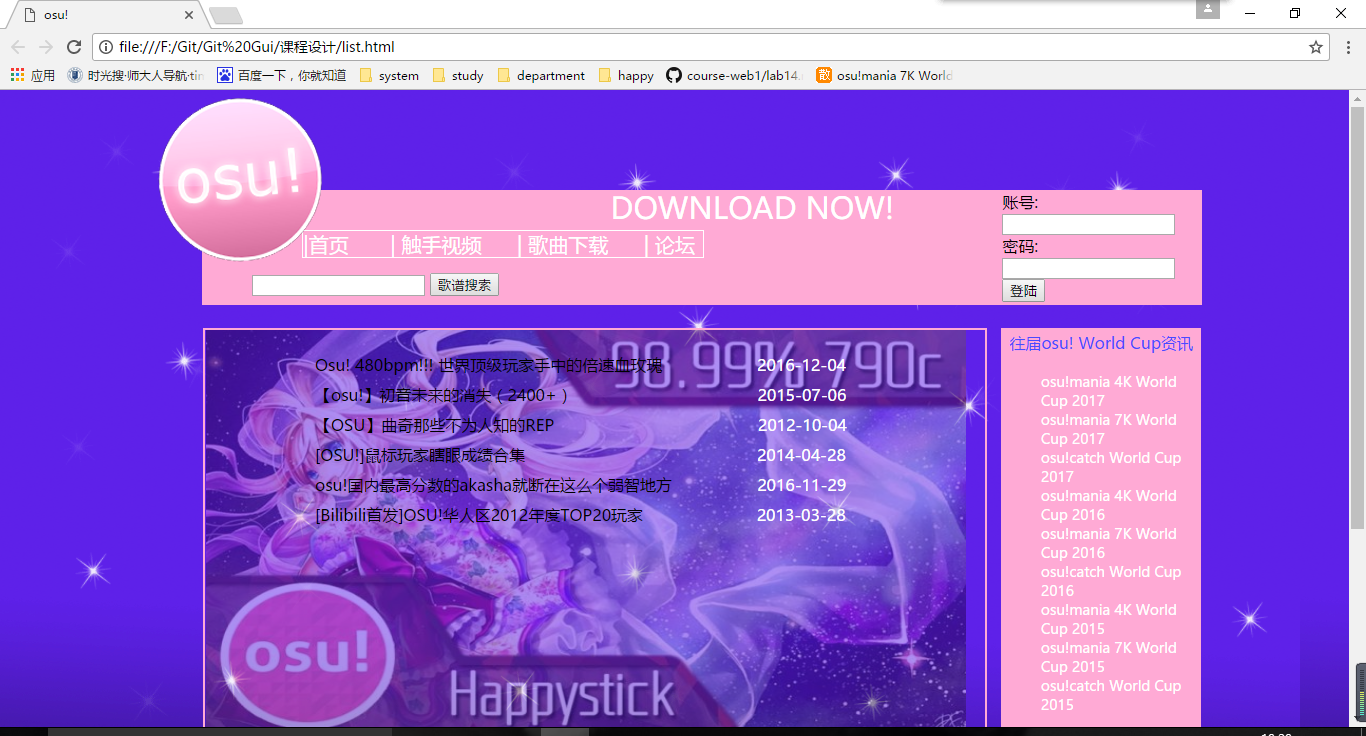 osu!
file:///F:/Git/Git%20Gui/课程设计/list.html
应用 时光搜·师大人导航·tin 百度一下，你就知道 system study department happy course-web1/lab14. osu!mania 7K World
osu!
DOWNLOAD NOW!
|首页 | 触手视频 | 歌曲下载 | 论坛
歌谱搜索
账号:
密码:
登陆
98.99% 790c
Osu! 480bpm!!! 世界顶级玩家手中的倍速血玫瑰 2016-12-04
【osu!】初音未来的消失（2400+） 2015-07-06
【OSU】曲奇那些不为人知的REP 2012-10-04
[OSU!]鼠标玩家瞎眼成结合集 2014-04-28
osu!国内最高分数的akasha就断在这么个弱智地方 2016-11-29
[Bilibili首发]OSU!华人区2012年度TOP20玩家 2013-03-28
osu!
Happystick
往届osu! World Cup资讯
osu!mania 4K World
Cup 2017
osu!mania 7K World
Cup 2017
osu!catch World Cup
2017
osu!mania 4K World
Cup 2016
osu!mania 7K World
Cup 2016
osu!catch World Cup
2016
osu!mania 4K World
Cup 2015
osu!mania 7K World
Cup 2015
osu!catch World Cup
2015